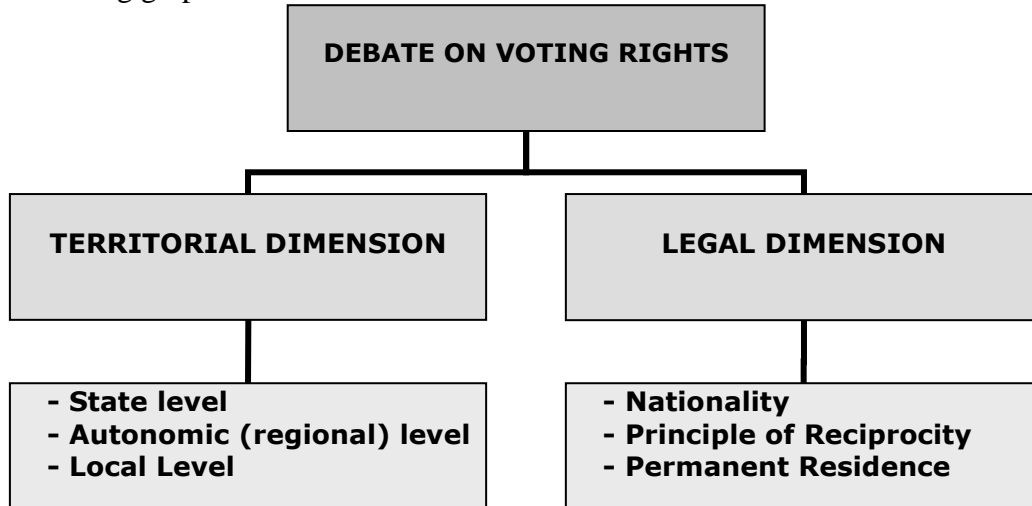 DEBATE ON VOTING RIGHTS
TERRITORIAL DIMENSION
LEGAL DIMENSION
- State level
- Autonomic (regional) level
- Local Level
- Nationality
- Principle of Reciprocity
- Permanent Residence